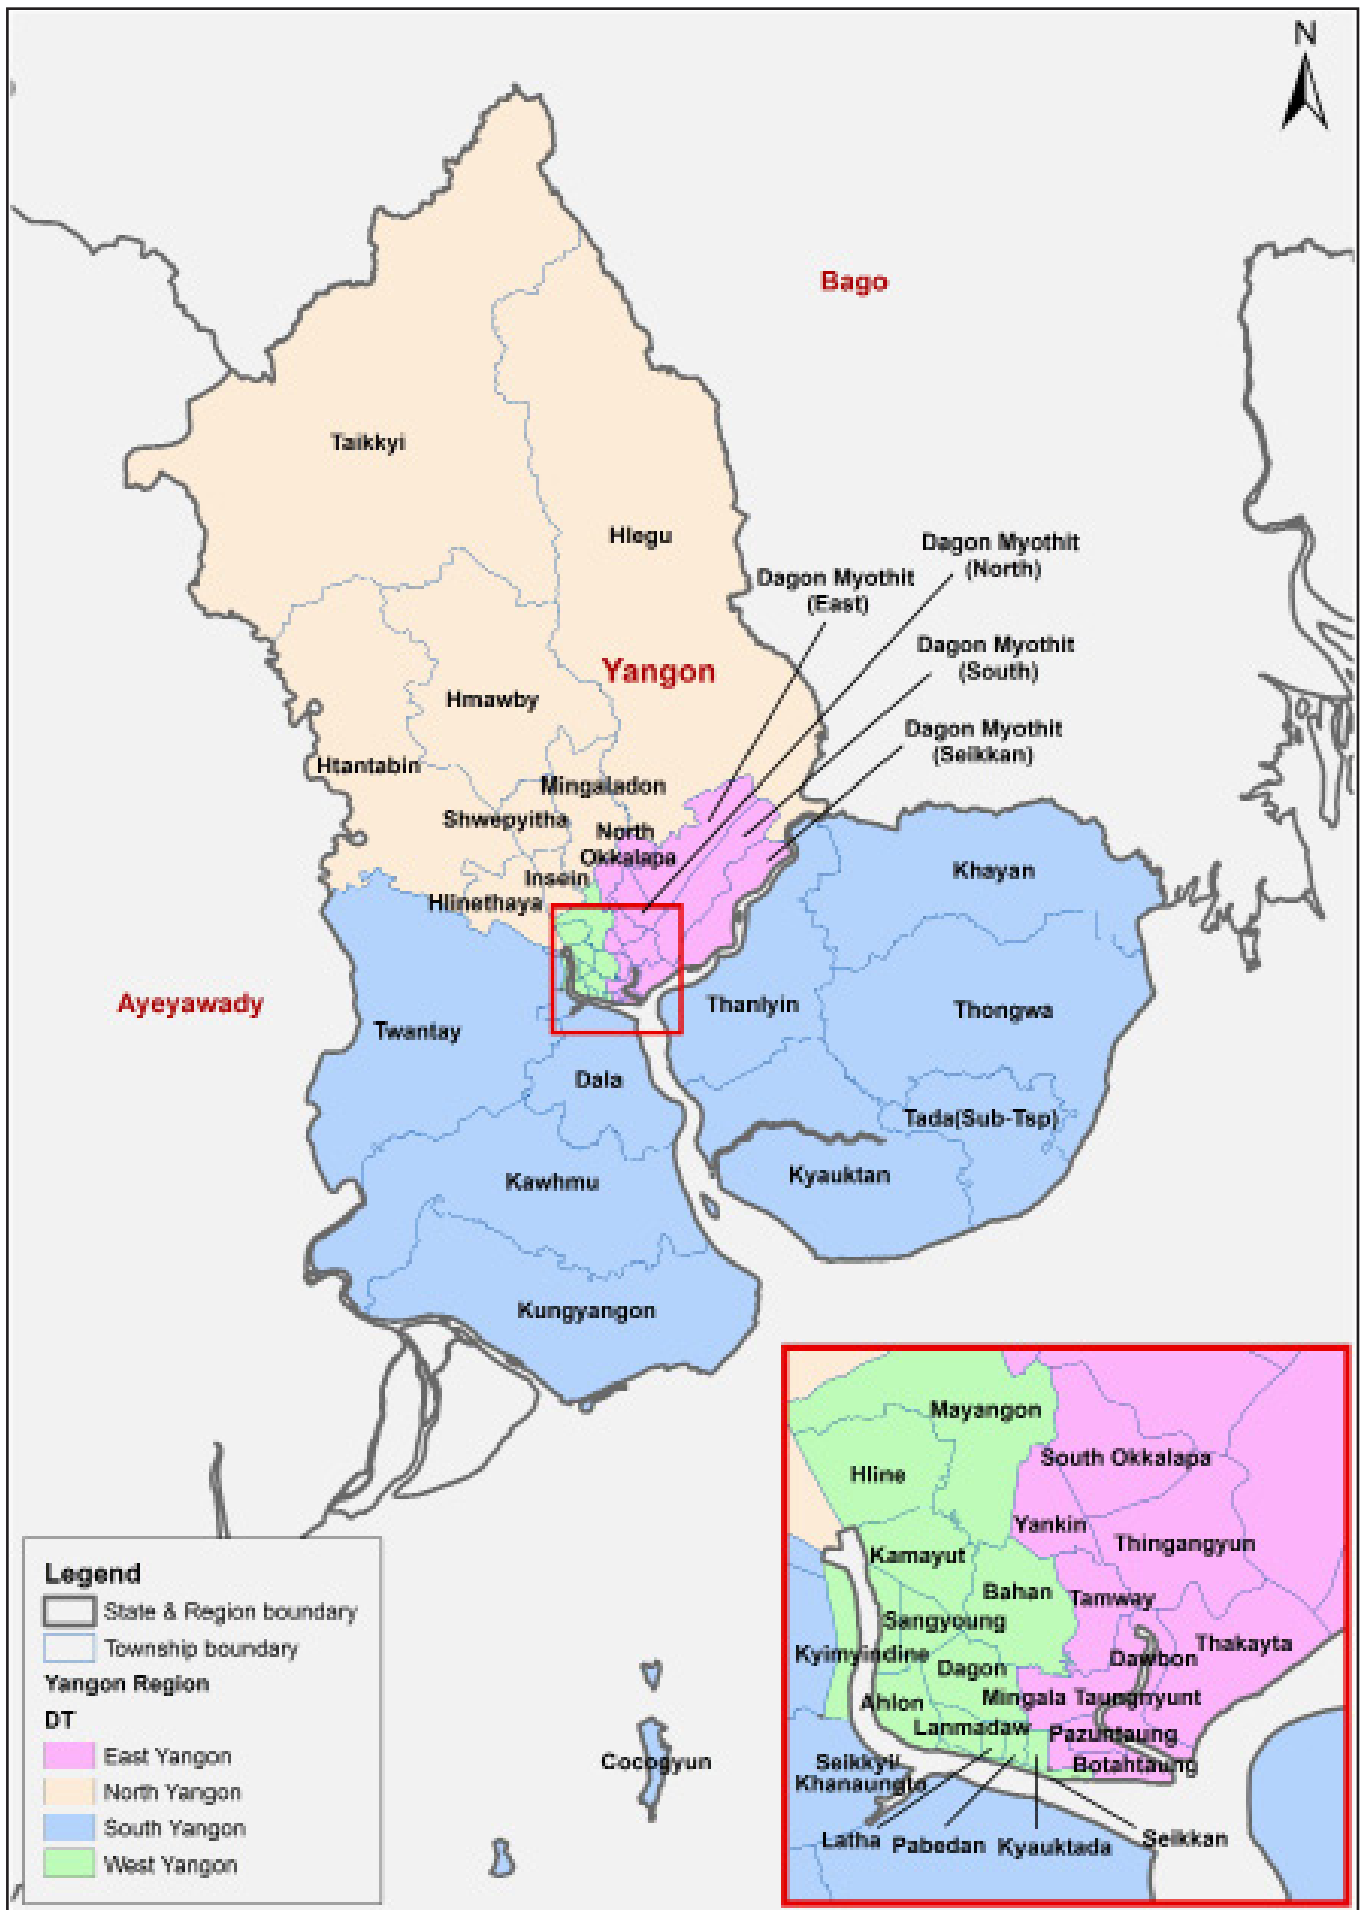 N
Bago
Taikkyi
Hlegu
Dagon Myothit
(North)
Dagon Myothit
(East)
Dagon Myothit
(South)
Yangon
Hmawby
Dagon Myothit
(Seikkan)
Htantabin
Mingaladon
Shwepyitha
North
Okkalapa
Insein
Hlinethaya
Khayan
Ayeyawady
Twantay
Thanlyin
Thongwa
Dala
Tada(Sub-Tsp)
Kyauktan
Kawhmu
Kungyangon
Cocogyun
Mayangon
South Okkalapa
Hline
Yankin
Thingangyun
Kamayut
Bahan
Tamway
Sangyoung
Thakayta
Kyimyindine
Dawbon
Dagon
Mingala Taungnyunt
Ahlon
Lanmadaw
Pazuntaung
Seikkyi/
Khanaungto
Botahtaung
Latha
Pabedan
Kyauktada
Seikkan
Legend
State & Region boundary
Township boundary
Yangon Region
DT
East Yangon
North Yangon
South Yangon
West Yangon